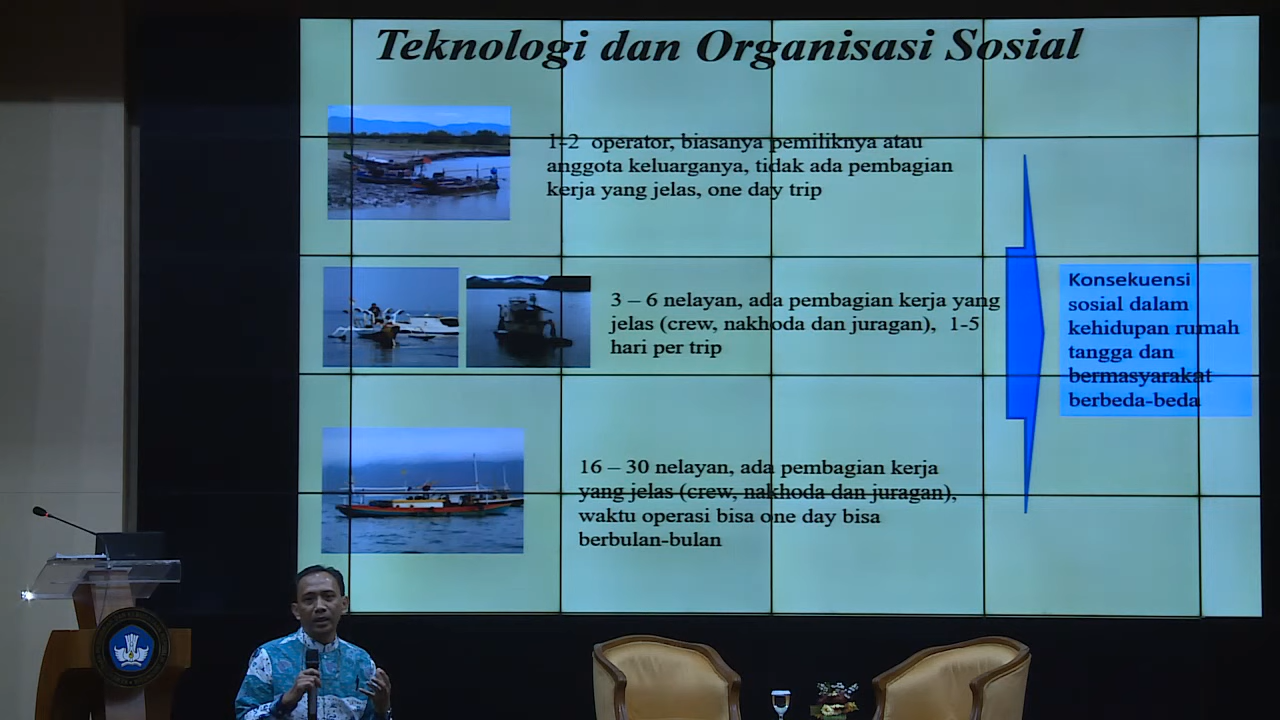 Teknologi dan Organisasi Sosial
1-2 operator, biasanya pemiliknya atau
anggota keluarganya, tidak ada pembagian
kerja yang jelas, one day trip
3 – 6 nelayan, ada pembagian kerja yang
jelas (crew, nakhoda dan juragan), 1-5
hari per trip
16 – 30 nelayan, ada pembagian kerja
yang jelas (crew, nakhoda dan juragan),
waktu operasi bisa one day bisa
berbulan-bulan
Konsekuensi
sosial dalam
kehidupan rumah
tangga dan
bermasyarakat
berbeda-beda